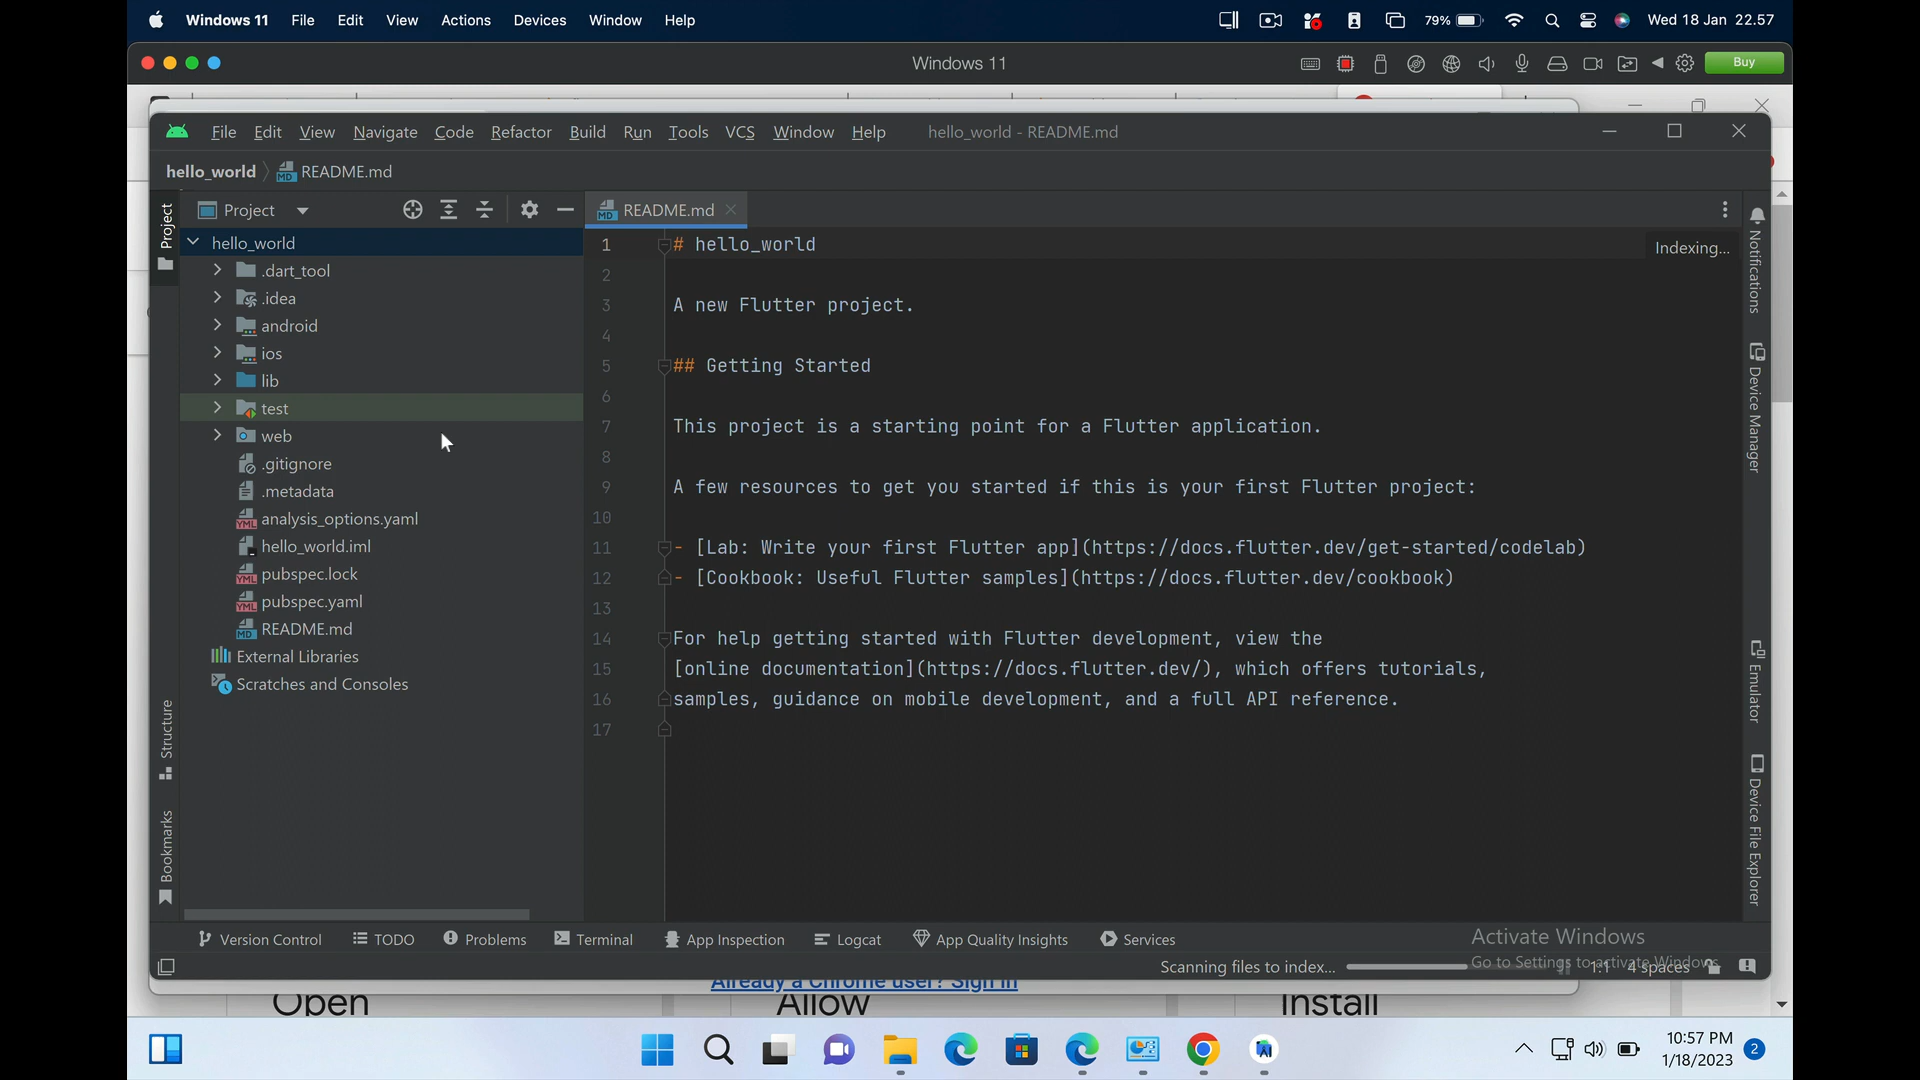 Windows 11 File Edit View Actions Devices Window Help 79% Wed 18 Jan 22.57
Windows 11 Buy
File Edit View Navigate Code Refactor Build Run Tools VCS Window Help hello_world - README.md
hello_world README.md
Project README.md
Project
hello_world
.dart_tool
.idea
android
ios
lib
test
web
.gitignore
.metadata
analysis_options.yaml
hello_world.iml
pubspec.lock
pubspec.yaml
README.md
External Libraries
Scratches and Consoles
Structure
Bookmarks
1 # hello_world
Indexing...
2
3 A new Flutter project.
4
5 ## Getting Started
6
7 This project is a starting point for a Flutter application.
8
9 A few resources to get you started if this is your first Flutter project:
10
11 - [Lab: Write your first Flutter app](https://docs.flutter.dev/get-started/codelab)
12 - [Cookbook: Useful Flutter samples](https://docs.flutter.dev/cookbook)
13
14 For help getting started with Flutter development, view the
15 [online documentation](https://docs.flutter.dev/), which offers tutorials,
16 samples, guidance on mobile development, and a full API reference.
17
Notifications
Device Manager
Emulator
Device File Explorer
Version Control TODO Problems Terminal App Inspection Logcat App Quality Insights Services
Activate Windows
Go to Settings to activate Windows.
Scanning files to index... 1:1 4 spaces
Already a Chrome user? Sign in
Open Allow Install
10:57 PM
1/18/2023 2